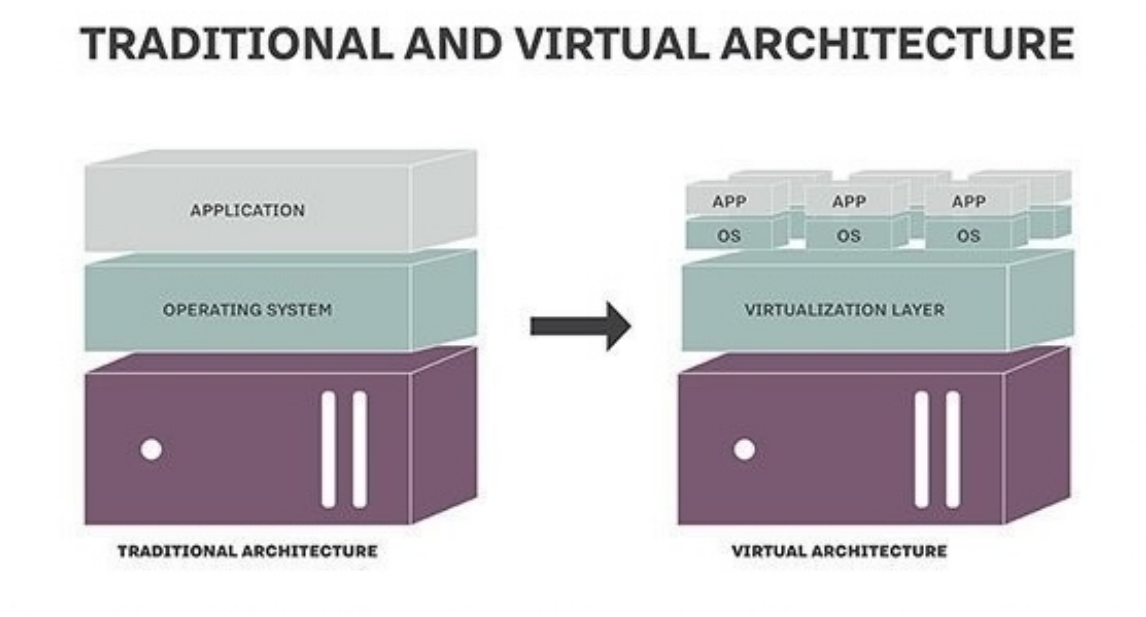 TRADITIONAL AND VIRTUAL ARCHITECTURE
APPLICATION
OPERATING SYSTEM
TRADITIONAL ARCHITECTURE
APP APP APP
OS OS OS
VIRTUALIZATION LAYER
VIRTUAL ARCHITECTURE